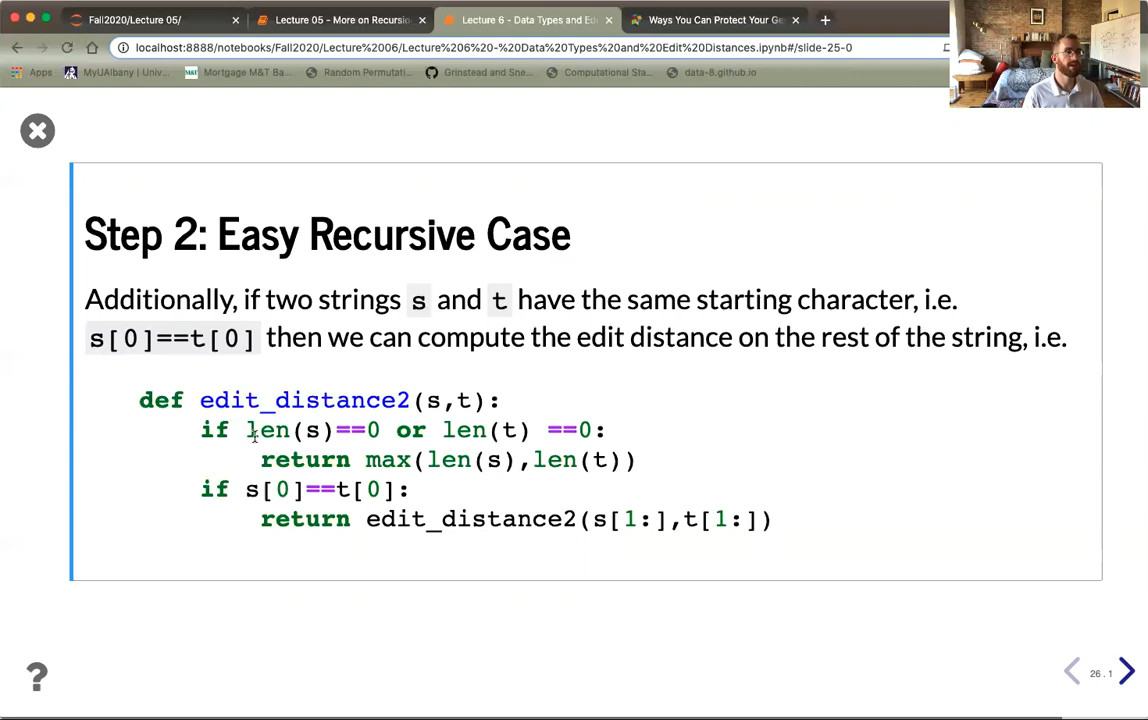 Fall2020/Lecture 05/
Lecture 05 - More on Recursio
Lecture 6 - Data Types and Ed
Ways You Can Protect Your Ge
localhost:8888/notebooks/Fall2020/Lecture%2006/Lecture%206%20-%20Data%20Types%20and%20Edit%20Distances.ipynb#/slide-25-0
Apps
MyUAlbany | Univ...
Mortgage M&T Ba...
Random Permutati...
Grinstead and Sne...
Computational Sta...
data-8.github.io
Step 2: Easy Recursive Case
Additionally, if two strings s and t have the same starting character, i.e.
s[0]==t[0] then we can compute the edit distance on the rest of the string, i.e.
def edit_distance2(s,t):
if len(s)==0 or len(t) ==0:
return max(len(s),len(t))
if s[0]==t[0]:
return edit_distance2(s[1:],t[1:])
?
26.1